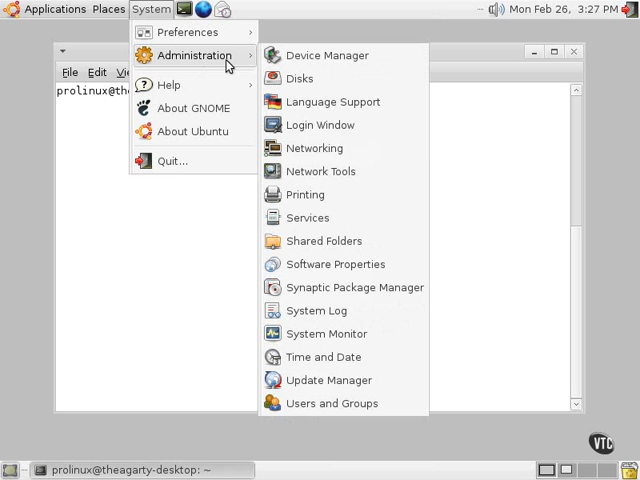 Applications Places System
Mon Feb 26, 3:27 PM
Preferences
Administration
Help
About GNOME
About Ubuntu
Quit...
Device Manager
Disks
Language Support
Login Window
Networking
Network Tools
Printing
Services
Shared Folders
Software Properties
Synaptic Package Manager
System Log
System Monitor
Time and Date
Update Manager
Users and Groups
File Edit
prolinux@th
VTC
prolinux@theagarty-desktop: ~